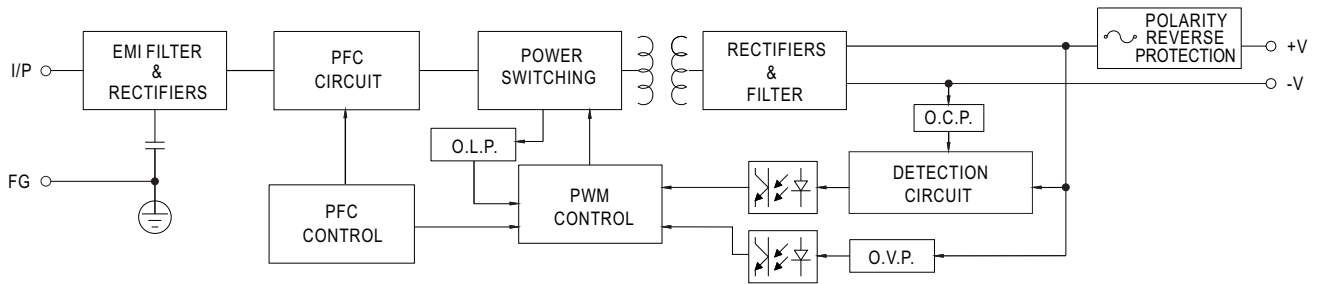 I/P
EMI FILTER
&
RECTIFIERS
PFC
CIRCUIT
POWER
SWITCHING
RECTIFIERS
&
FILTER
POLARITY
REVERSE
PROTECTION
+V
-V
O.C.P.
O.L.P.
DETECTION
CIRCUIT
FG
PFC
CONTROL
PWM
CONTROL
O.V.P.